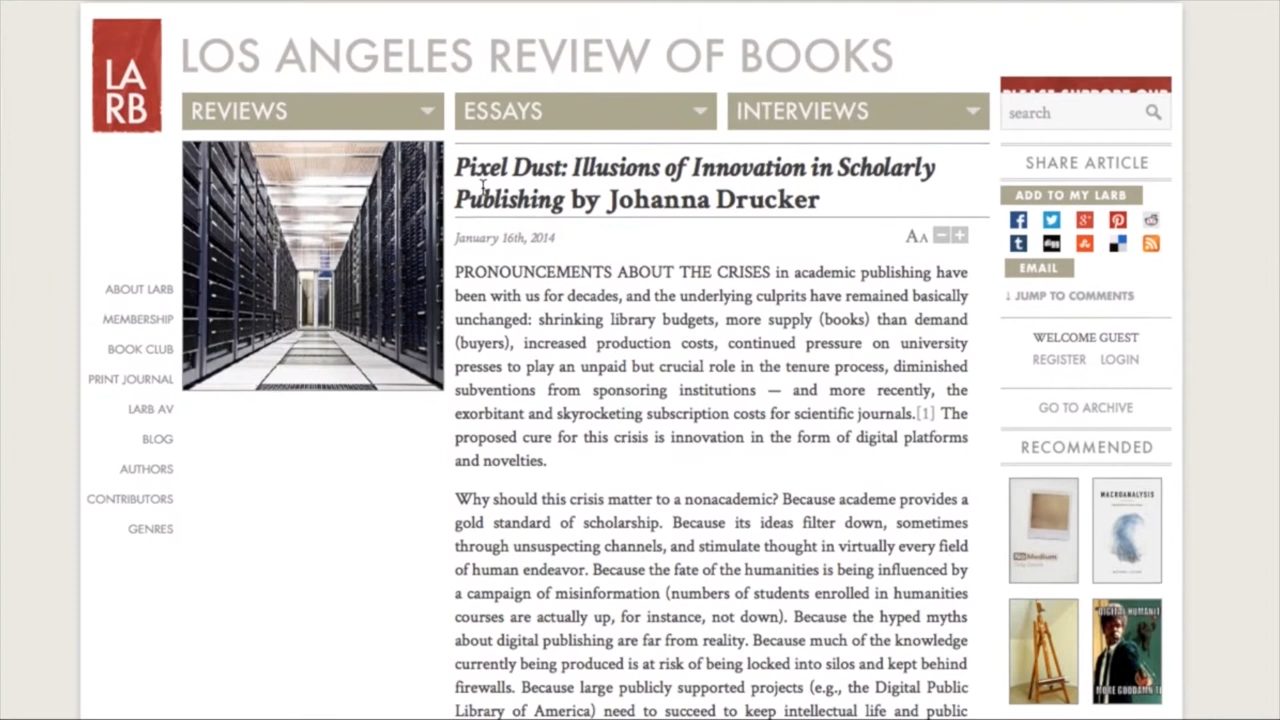 LA
RB
LOS ANGELES REVIEW OF BOOKS
REVIEWS
ESSAYS
INTERVIEWS
search
ABOUT LARB
MEMBERSHIP
BOOK CLUB
PRINT JOURNAL
LARB AV
BLOG
AUTHORS
CONTRIBUTORS
GENRES
Pixel Dust: Illusions of Innovation in Scholarly
Publishing by Johanna Drucker
January 16th, 2014
AA
PRONOUNCEMENTS ABOUT THE CRISES in academic publishing have
been with us for decades, and the underlying culprits have remained basically
unchanged: shrinking library budgets, more supply (books) than demand
(buyers), increased production costs, continued pressure on university
presses to play an unpaid but crucial role in the tenure process, diminished
subventions from sponsoring institutions — and more recently, the
exorbitant and skyrocketing subscription costs for scientific journals.[1] The
proposed cure for this crisis is innovation in the form of digital platforms
and novelties.
Why should this crisis matter to a nonacademic? Because academe provides a
gold standard of scholarship. Because its ideas filter down, sometimes
through unsuspecting channels, and stimulate thought in virtually every field
of human endeavor. Because the fate of the humanities is being influenced by
a campaign of misinformation (numbers of students enrolled in humanities
courses are actually up, for instance, not down). Because the hyped myths
about digital publishing are far from reality. Because much of the knowledge
currently being produced is at risk of being locked into silos and kept behind
firewalls. Because large publicly supported projects (e.g., the Digital Public
Library of America) need to succeed to keep intellectual life and public
SHARE ARTICLE
ADD TO MY LARB
digg
EMAIL
↓ JUMP TO COMMENTS
WELCOME GUEST
REGISTER LOGIN
GO TO ARCHIVE
RECOMMENDED
MACROANALYSIS